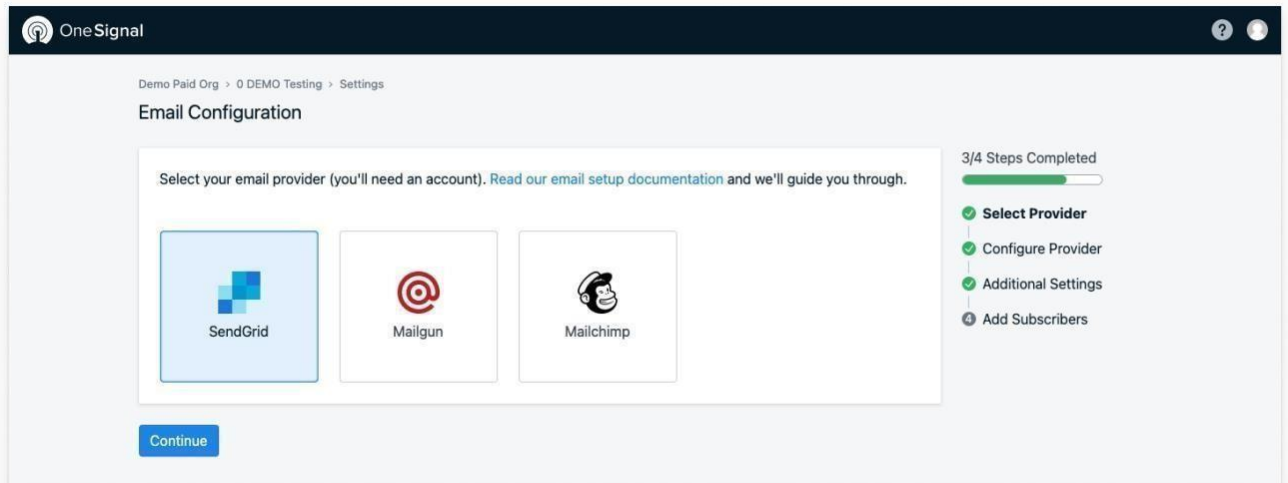 OneSignal
?
Demo Paid Org > 0 DEMO Testing > Settings
Email Configuration
Select your email provider (you'll need an account). Read our email setup documentation and we'll guide you through.
SendGrid
Mailgun
Mailchimp
Continue
3/4 Steps Completed
Select Provider
Configure Provider
Additional Settings
4 Add Subscribers